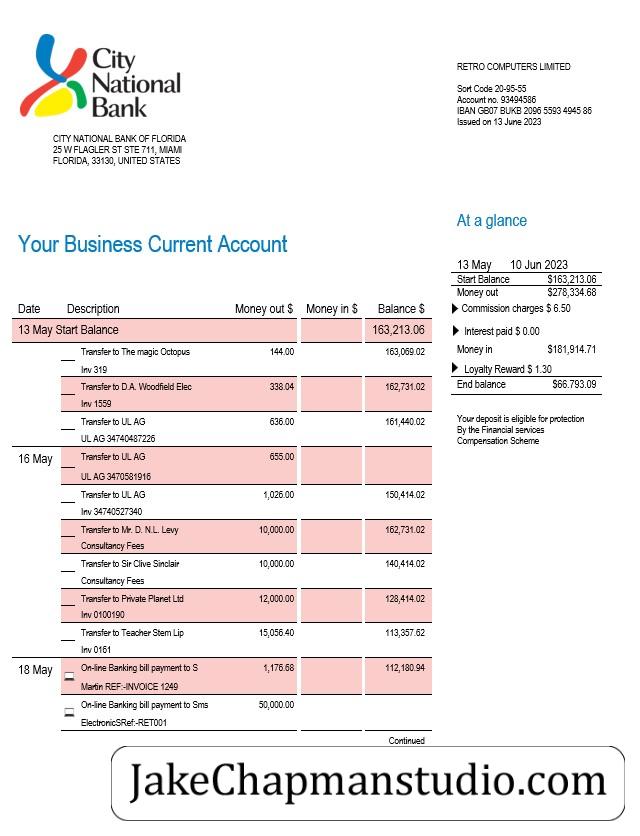 City
National
Bank
CITY NATIONAL BANK OF FLORIDA
25 W FLAGLER ST STE 711, MIAMI
FLORIDA, 33130, UNITED STATES
RETRO COMPUTERS LIMITED
Sort Code 20-95-55
Account no. 93494586
IBAN GB07 BUKB 2096 5593 4945 86
Issued on 13 June 2023
At a glance
Your Business Current Account
13 May 10 Jun 2023
Start Balance $163,213.06
Money out $278,334.68
Commission charges $ 6.50
Interest paid $ 0.00
Money in $181,914.71
Loyalty Reward $ 1.30
End balance $66.793.09
Your deposit is eligible for protection
By the Financial services
Compensation Scheme
Date Description Money out $ Money in $ Balance $
13 May Start Balance 163,213.06
Transfer to The magic Octopus 144.00 163,069.02
Inv 319
Transfer to D.A. Woodfield Elec 338.04 162,731.02
Inv 1559
Transfer to UL AG 636.00 161,440.02
UL AG 34740487226
16 May Transfer to UL AG 655.00
UL AG 3470581916
Transfer to UL AG 1,026.00 150,414.02
Inv 34740527340
Transfer to Mr. D. N.L. Levy 10,000.00 162,731.02
Consultancy Fees
Transfer to Sir Clive Sinclair 10,000.00 140,414.02
Consultancy Fees
Transfer to Private Planet Ltd 12,000.00 128,414.02
Inv 0100190
Transfer to Teacher Stem Lip 15,056.40 113,357.62
Inv 0161
18 May On-line Banking bill payment to S 1,176.68 112,180.94
Martin REF:-INVOICE 1249
On-line Banking bill payment to Sms 50,000.00
ElectronicSRef:-RET001
Continued
JakeChapmanstudio.com